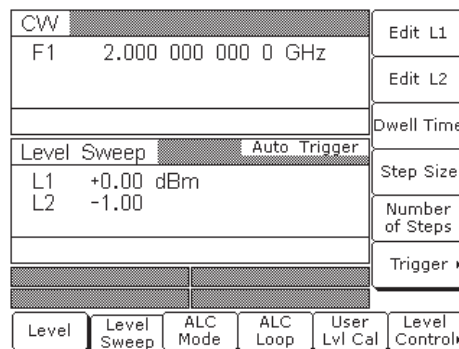 CW
F1 2.000 000 000 0 GHz
Level Sweep Auto Trigger
L1 +0.00 dBm
L2 -1.00
Edit L1
Edit L2
Dwell Time
Step Size
Number
of Steps
Trigger
Level
Level
Sweep
ALC
Mode
ALC
Loop
User
Lvl Cal
Level
Control